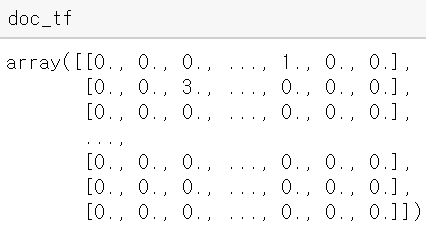 doc_tf
array([[0., 0., 0., ..., 1., 0., 0.],
[0., 0., 3., ..., 0., 0., 0.],
[0., 0., 0., ..., 0., 0., 0.],
...,
[0., 0., 0., ..., 0., 0., 0.],
[0., 0., 0., ..., 0., 0., 0.],
[0., 0., 0., ..., 0., 0., 0.]])